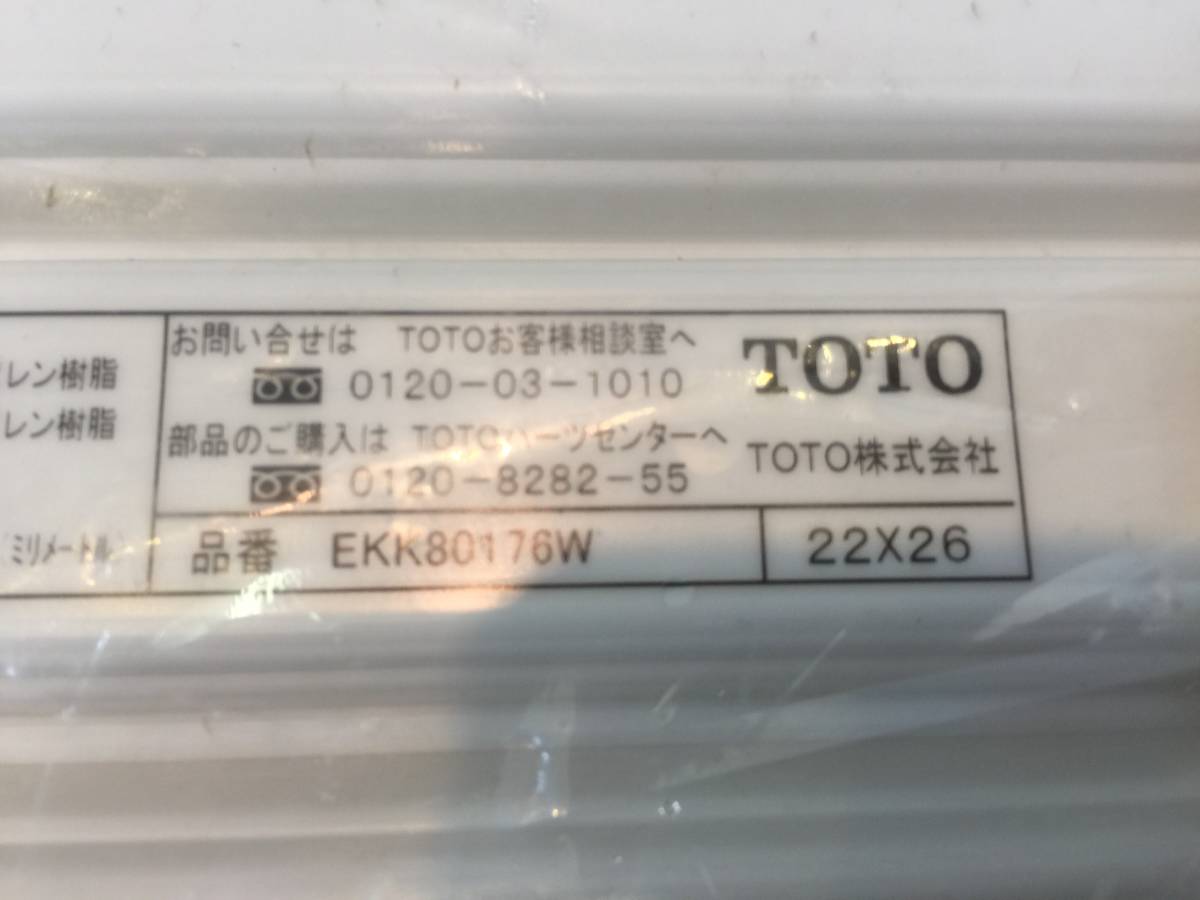 レン樹脂
レン樹脂
ミリメートル
お問い合せは TOTOお客様相談室へ
0120-03-1010
部品のご購入は TOTOパーツセンターへ
0120-8282-55
TOTO
TOTO株式会社
品番 EKK80176W
22X26